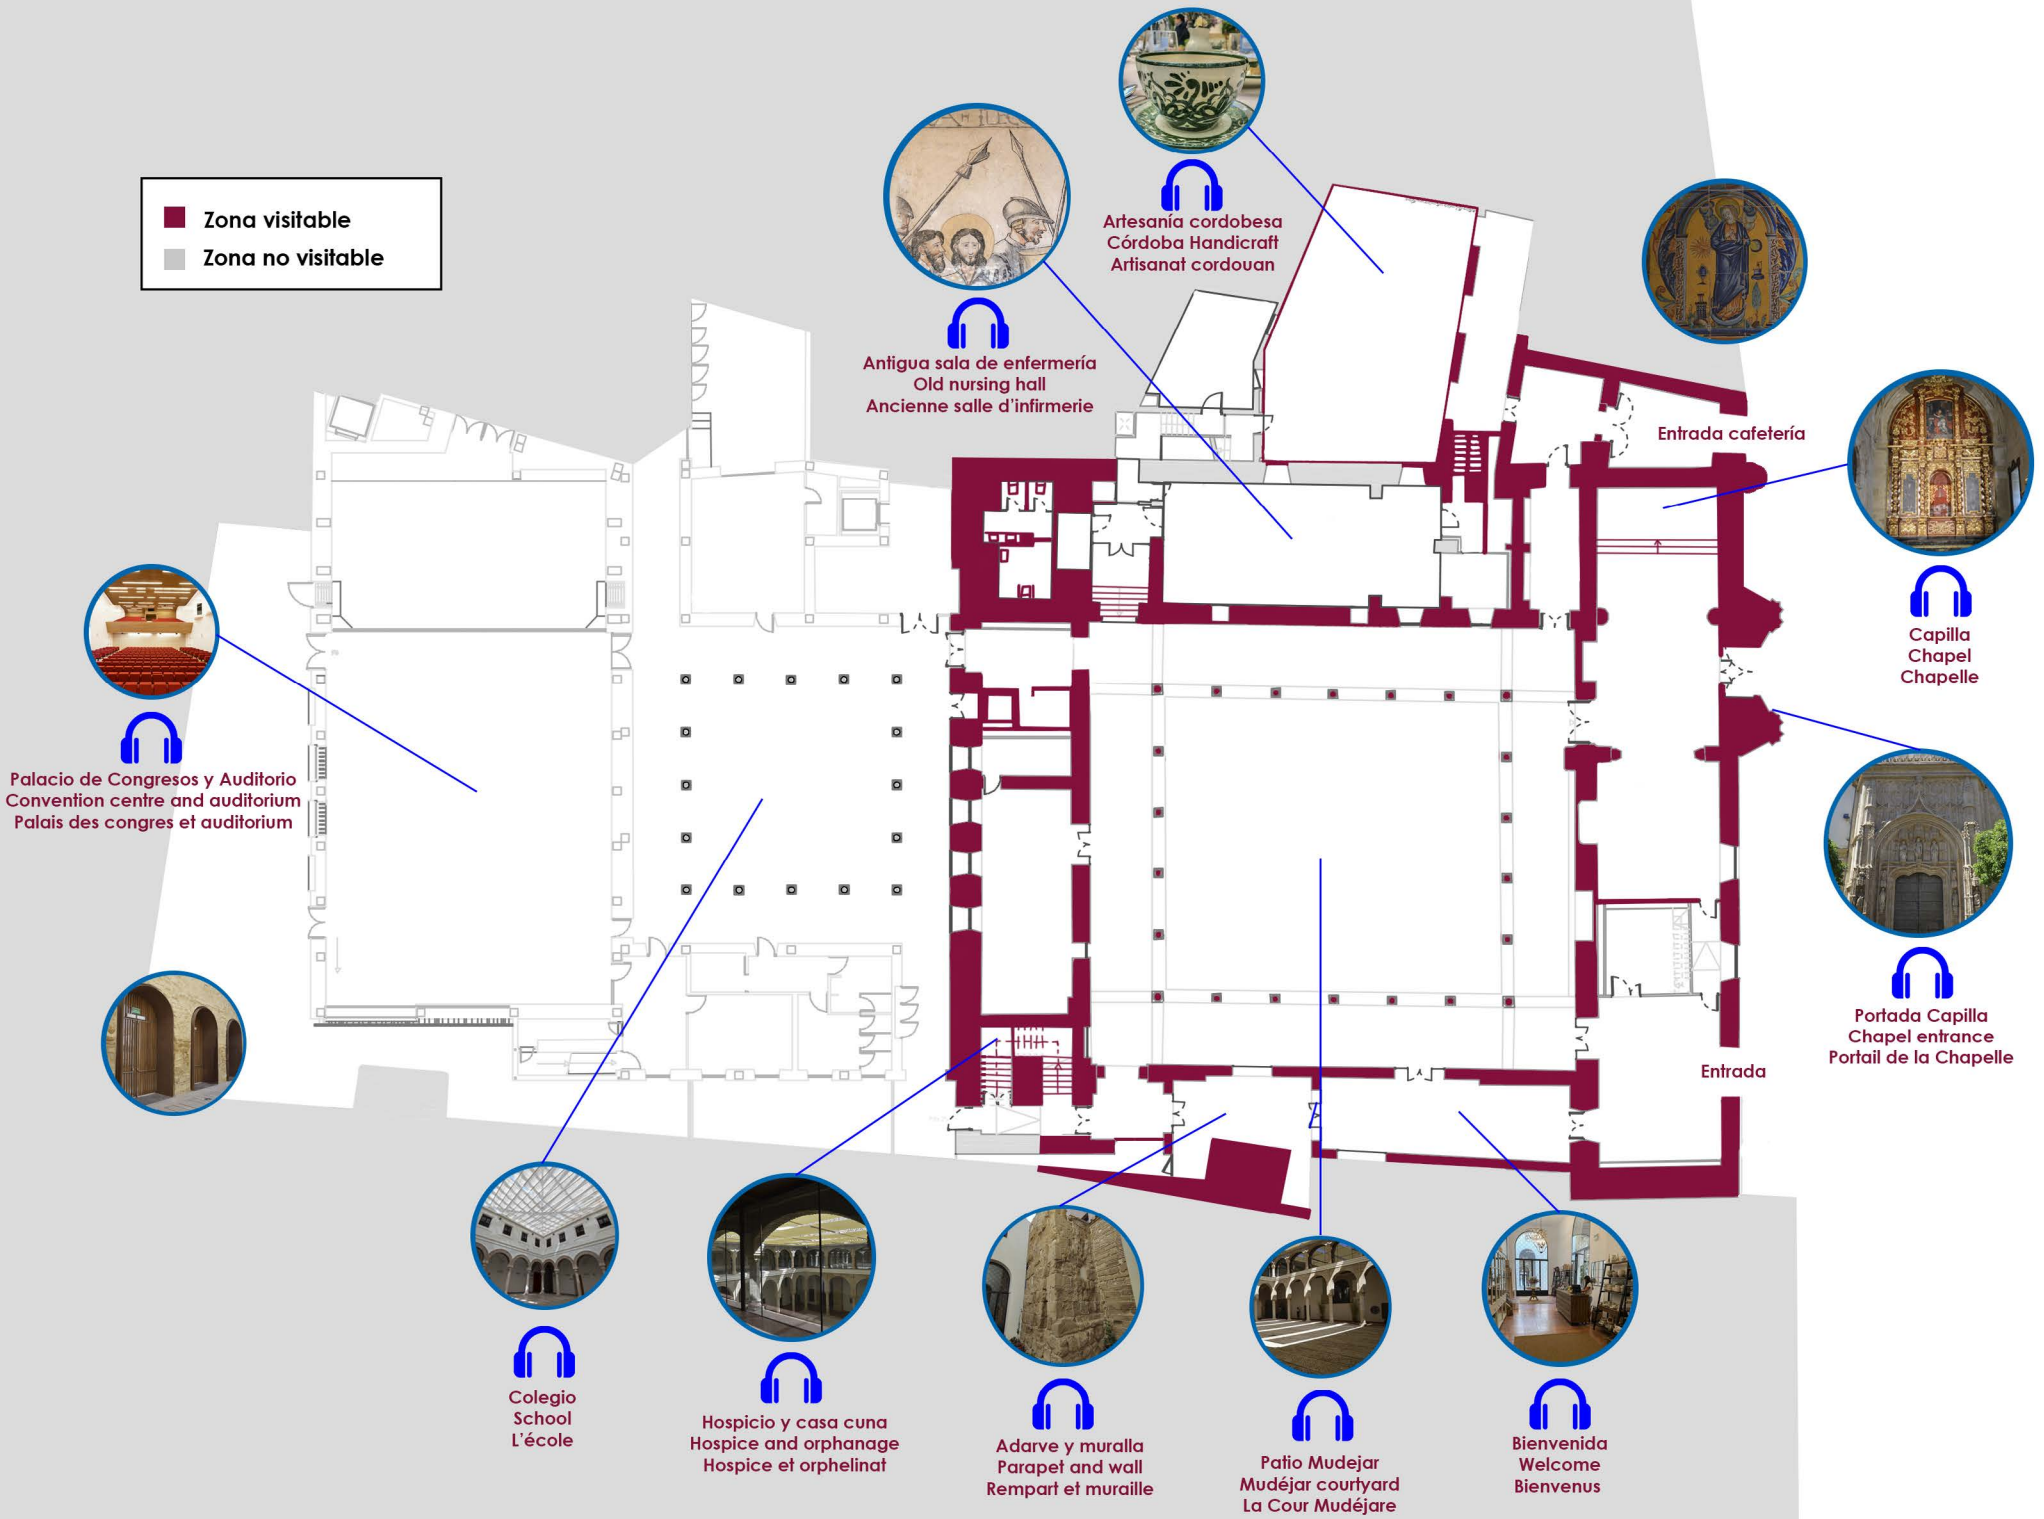 Zona visitable
Zona no visitable
Artesanía cordobesa
Córdoba Handicraft
Artisanat cordouan
Antigua sala de enfermería
Old nursing hall
Ancienne salle d'infirmerie
Entrada cafetería
Capilla
Chapel
Chapelle
Palacio de Congresos y Auditorio
Convention centre and auditorium
Palais des congres et auditorium
Portada Capilla
Chapel entrance
Portail de la Chapelle
Entrada
Colegio
School
L'école
Hospicio y casa cuna
Hospice and orphanage
Hospice et orphelinat
Adarve y muralla
Parapet and wall
Rempart et muraille
Patio Mudejar
Mudéjar courtyard
La Cour Mudéjare
Bienvenida
Welcome
Bienvenus